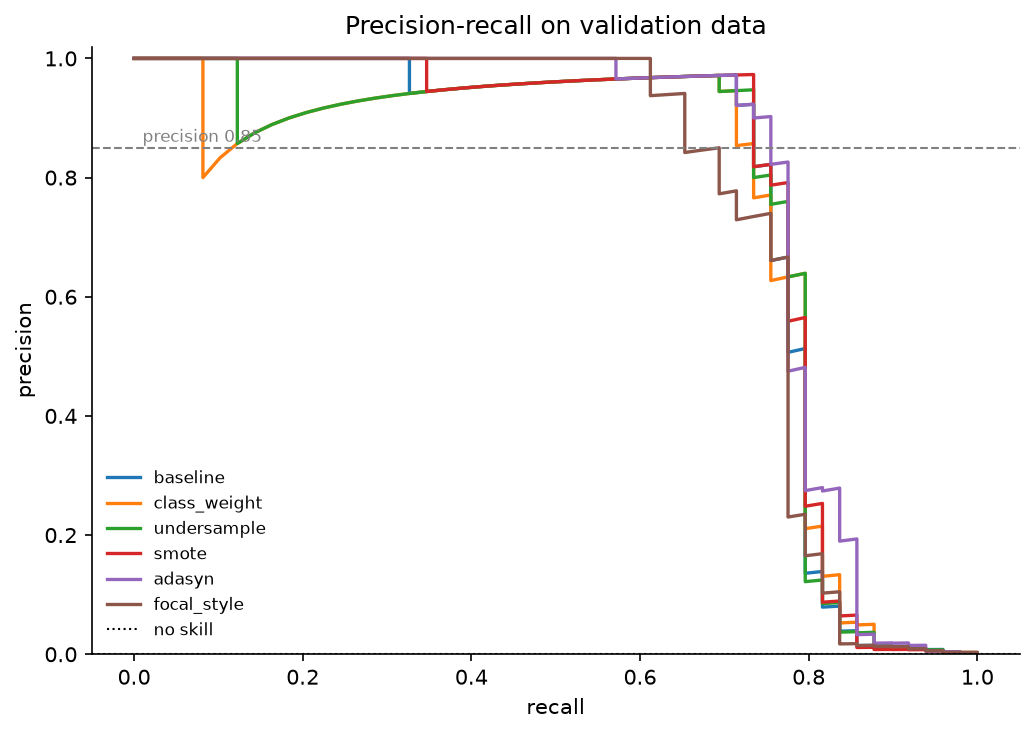 Precision-recall on validation data
1.0
0.8
0.6
0.4
0.2
0.0
precision
precision 0.85
baseline
class_weight
undersample
smote
adasyn
focal_style
no skill
0.0 0.2 0.4 0.6 0.8 1.0
recall